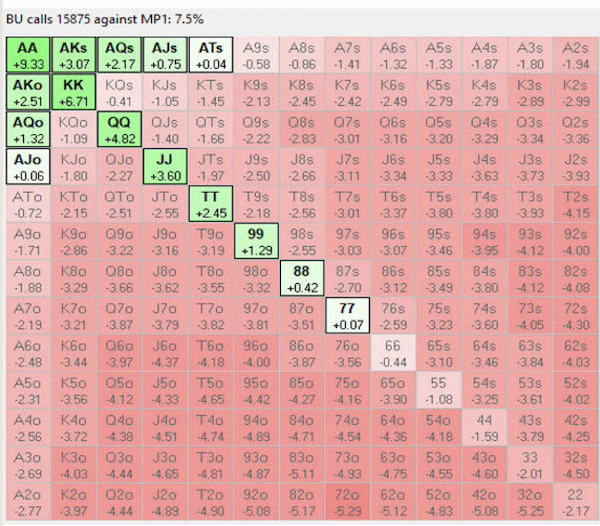 BU calls 15875 against MP1: 7.5%
AA AKs AQs AJs ATs A9s A8s A7s A6s A5s A4s A3s A2s
+9.33 +3.07 +2.17 +0.75 +0.04 -0.58 -0.86 -1.41 -1.32 -1.33 -1.87 -1.80 -1.94
AKo KK KQs KJs KTs K9s K8s K7s K6s K5s K4s K3s K2s
+2.51 +6.71 -0.41 -1.05 -1.45 -2.13 -2.45 -2.42 -2.49 -2.79 -2.79 -2.89 -2.99
AQo KQo QQ QJs QTs Q9s Q8s Q7s Q6s Q5s Q4s Q3s Q2s
+1.32 -1.09 +4.82 -1.40 -1.66 -2.22 -2.83 -3.01 -3.16 -3.20 -3.29 -3.34 -3.36
AJo KJo QJo JJ JTs J9s J8s J7s J6s J5s J4s J3s J2s
+0.06 -1.80 -2.27 +3.60 -1.97 -2.50 -2.68 -3.11 -3.34 -3.33 -3.63 -3.73 -3.93
ATo KTo QTo JTo TT T9s T8s T7s T6s T5s T4s T3s T2s
-0.72 -2.15 -2.51 -2.55 +2.45 -2.18 -2.56 -3.01 -3.37 -3.80 -3.80 -3.93 -4.15
A9o K9o Q9o J9o T9o 99 98s 97s 96s 95s 94s 93s 92s
-1.71 -2.86 -3.22 -3.16 -3.19 +1.29 -2.55 -3.03 -3.07 -3.46 -3.95 -4.12 -4.00
A8o K8o Q8o J8o T8o 98o 88 87s 86s 85s 84s 83s 82s
-1.88 -3.29 -3.66 -3.62 -3.55 -3.32 +0.42 -2.70 -3.12 -3.49 -3.80 -4.12 -4.08
A7o K7o Q7o J7o T7o 97o 87o 77 76s 75s 74s 73s 72s
-2.19 -3.21 -3.87 -3.79 -3.82 -3.81 -3.51 +0.07 -2.59 -3.23 -3.60 -4.05 -4.30
A6o K6o Q6o J6o T6o 96o 86o 76o 66 65s 64s 63s 62s
-2.48 -3.44 -3.97 -4.37 -4.18 -4.00 -3.87 -3.56 -0.44 -3.10 -3.46 -3.84 -4.03
A5o K5o Q5o J5o T5o 95o 85o 75o 65o 55 54s 53s 52s
-2.31 -3.56 -4.12 -4.33 -4.65 -4.42 -4.27 -4.16 -3.90 -1.08 -3.25 -3.61 -4.02
A4o K4o Q4o J4o T4o 94o 84o 74o 64o 54o 44 43s 42s
-2.56 -3.72 -4.38 -4.51 -4.74 -4.89 -4.71 -4.54 -4.36 -4.18 -1.59 -3.79 -4.25
A3o K3o Q3o J3o T3o 93o 83o 73o 63o 53o 43o 33 32s
-2.69 -4.03 -4.44 -4.65 -4.81 -4.87 -5.11 -4.93 -4.75 -4.55 -4.60 -2.01 -4.50
A2o K2o Q2o J2o T2o 92o 82o 72o 62o 52o 42o 32o 22
-2.77 -3.97 -4.44 -4.89 -4.90 -5.08 -5.17 -5.29 -5.12 -4.83 -5.08 -5.25 -2.17